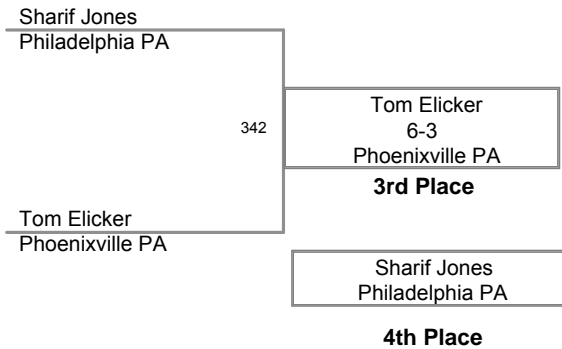 Sharif Jones
Philadelphia PA
342
Tom Elicker
6-3
Phoenixville PA
3rd Place
Tom Elicker
Phoenixville PA
Sharif Jones
Philadelphia PA
4th Place